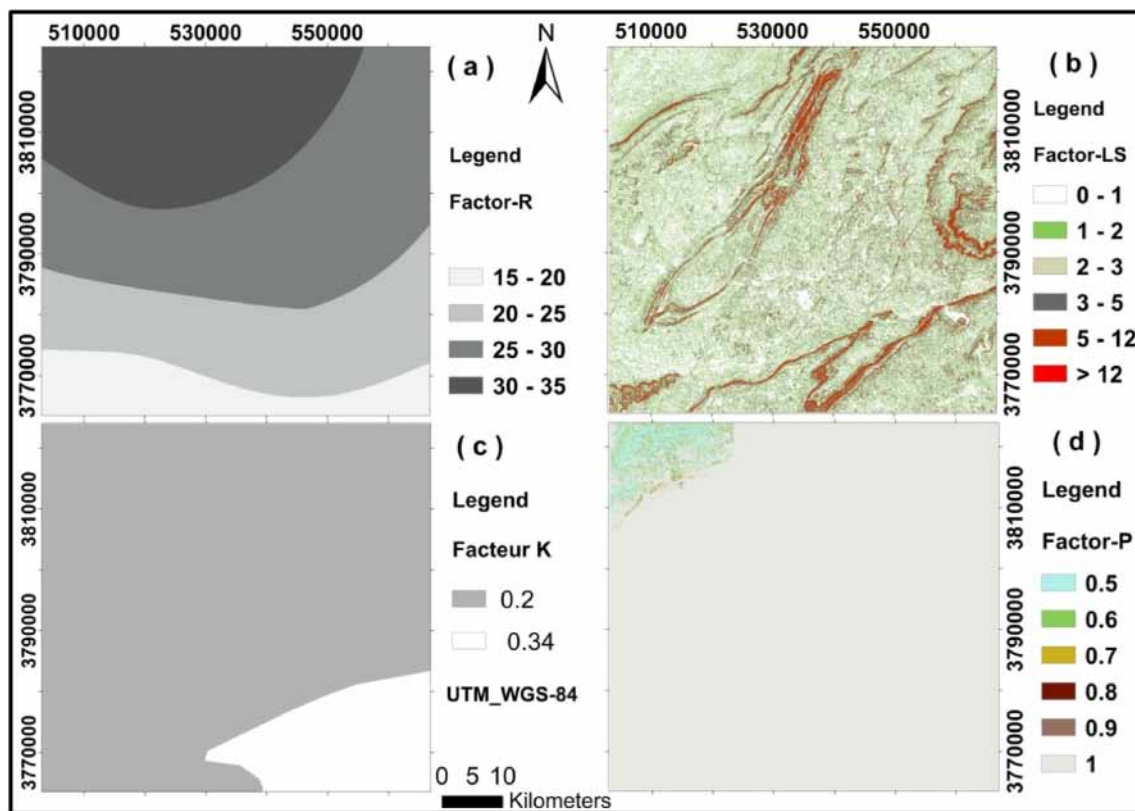 510000 530000 550000
N
510000 530000 550000
( a )
( b )
3810000
3790000
3770000
Legend
Factor-R
15 - 20
20 - 25
25 - 30
30 - 35
Legend
Factor-LS
0 - 1
1 - 2
2 - 3
3 - 5
5 - 12
> 12
3810000
3790000
3770000
( c )
( d )
3810000
3790000
3770000
Legend
Facteur K
0.2
0.34
UTM_WGS-84
0 5 10
Kilometers
Legend
Factor-P
0.5
0.6
0.7
0.8
0.9
1
3810000
3790000
3770000